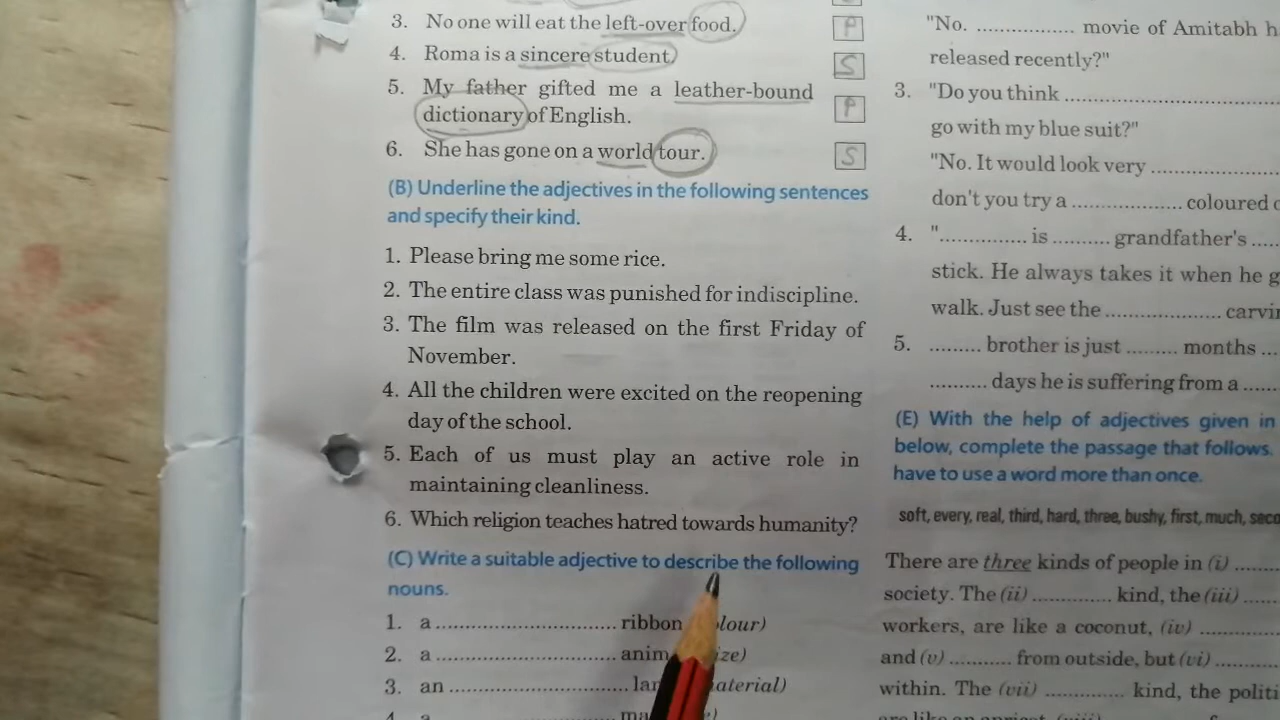 3. No one will eat the left-over food. P
4. Roma is a sincere student. S
5. My father gifted me a leather-bound
dictionary of English. P
6. She has gone on a world tour. S
(B) Underline the adjectives in the following sentences
and specify their kind.
1. Please bring me some rice.
2. The entire class was punished for indiscipline.
3. The film was released on the first Friday of
November.
4. All the children were excited on the reopening
day of the school.
5. Each of us must play an active role in
maintaining cleanliness.
6. Which religion teaches hatred towards humanity?
(C) Write a suitable adjective to describe the following
nouns.
1. a .............................. ribbon
2. a ..............................
3. an ..............................
4. a
"No. ................. movie of Amitabh
released recently?"
3. "Do you think .......................................
go with my blue suit?"
"No. It would look very .......................
don't you try a ................... coloured
4. "............... is .......... grandfather's .....
stick. He always takes it when he
walk. Just see the ....................
5. ......... brother is just ......... months ...
.......... days he is suffering from a ......
(E) With the help of adjectives given in
below, complete the passage that follows.
have to use a word more than once.
soft, every, real, third, hard, three, bushy, first, much,
There are three kinds of people in (i) ........
society. The (ii) .............. kind, the (iii) ......
workers, are like a coconut, (iv) .............
and (v) ........... from outside, but (vi) ...........
within. The (vii) .............. kind, the